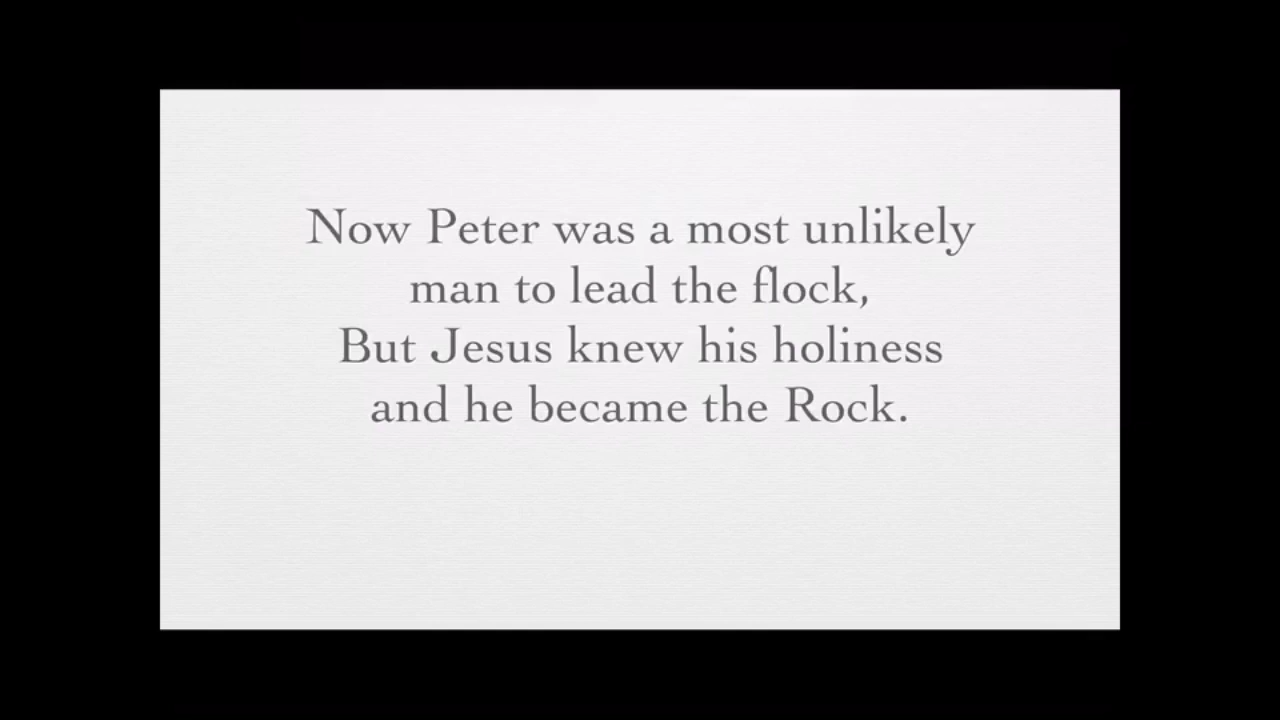 Now Peter was a most unlikely
man to lead the flock,
But Jesus knew his holiness
and he became the Rock.